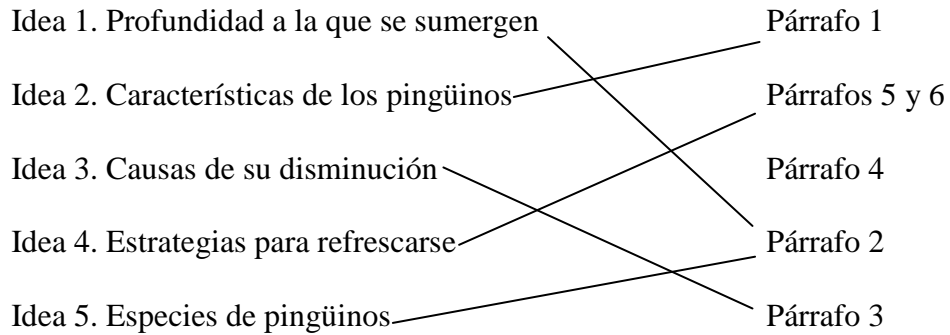 Idea 1. Profundidad a la que se sumergen Párrafo 1
Idea 2. Características de los pingüinos Párrafos 5 y 6
Idea 3. Causas de su disminución Párrafo 4
Idea 4. Estrategias para refrescarse Párrafo 2
Idea 5. Especies de pingüinos Párrafo 3